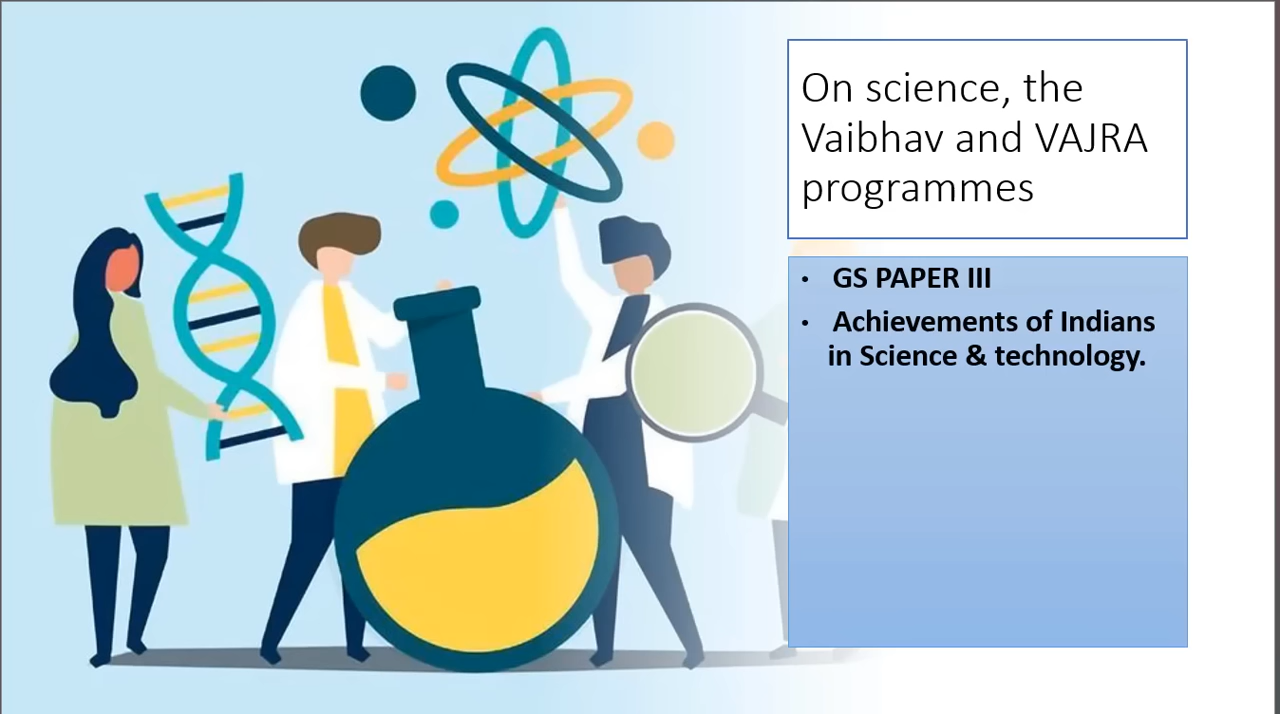 On science, the
Vaibhav and VAJRA
programmes
• GS PAPER III
• Achievements of Indians
in Science & technology.